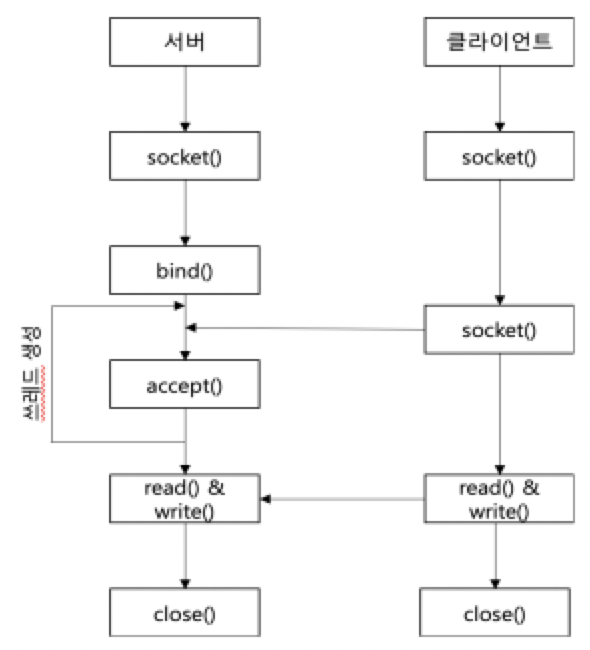 서버
클라이언트
socket()
socket()
bind()
socket()
쓰레드 생성
accept()
read() &
write()
read() &
write()
close()
close()